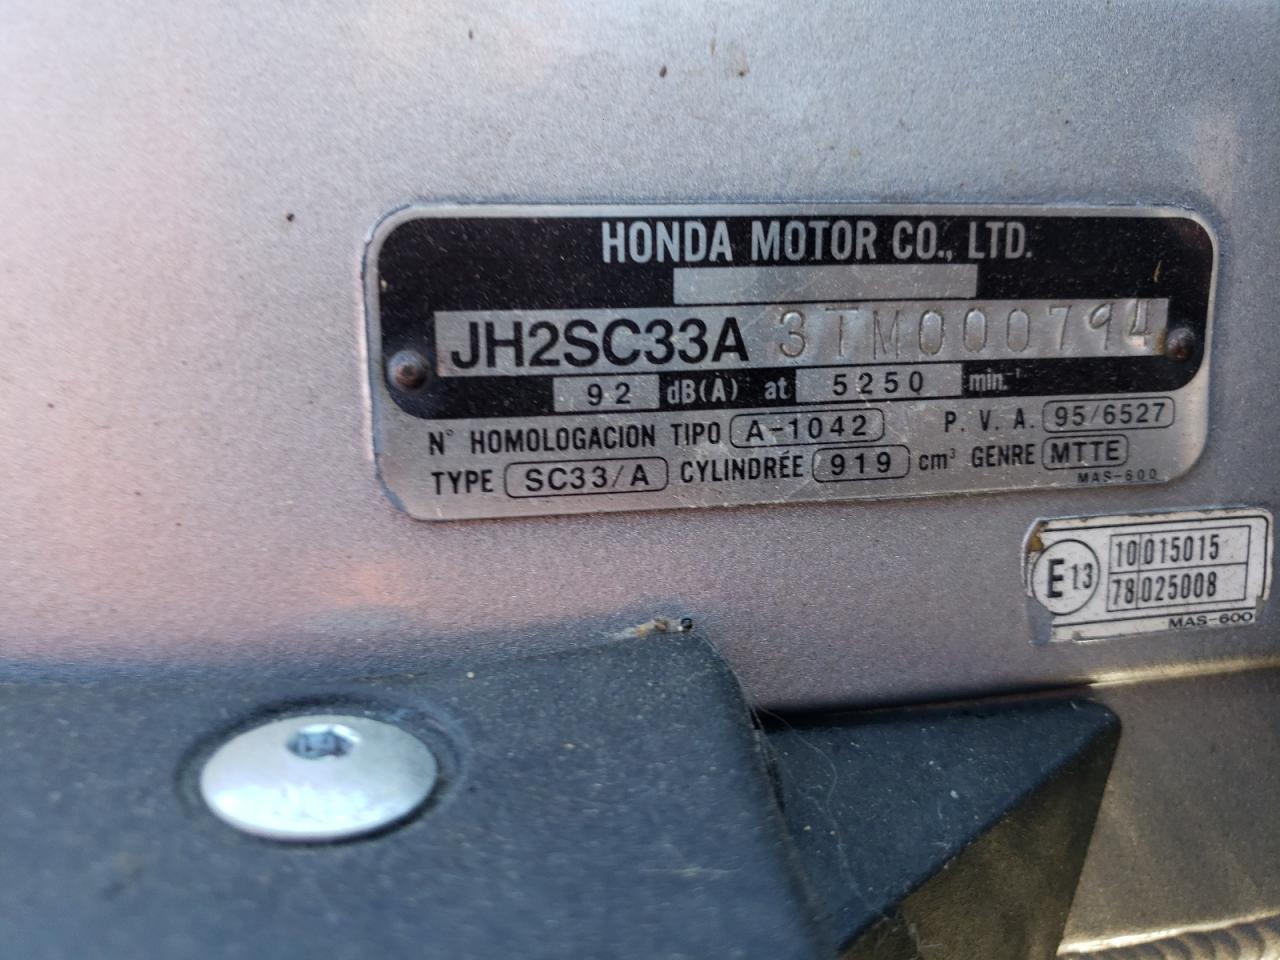 HONDA MOTOR CO., LTD.
JH2SC33A 3TM000794
92 dB(A) at 5250 min.⁻¹
N° HOMOLOGACION TIPO A-1042 P. V. A. 95/6527
TYPE SC33/A CYLINDRÉE 919 cm³ GENRE MTTE
MAS-600
E13 10 015015
78 025008
MAS-600